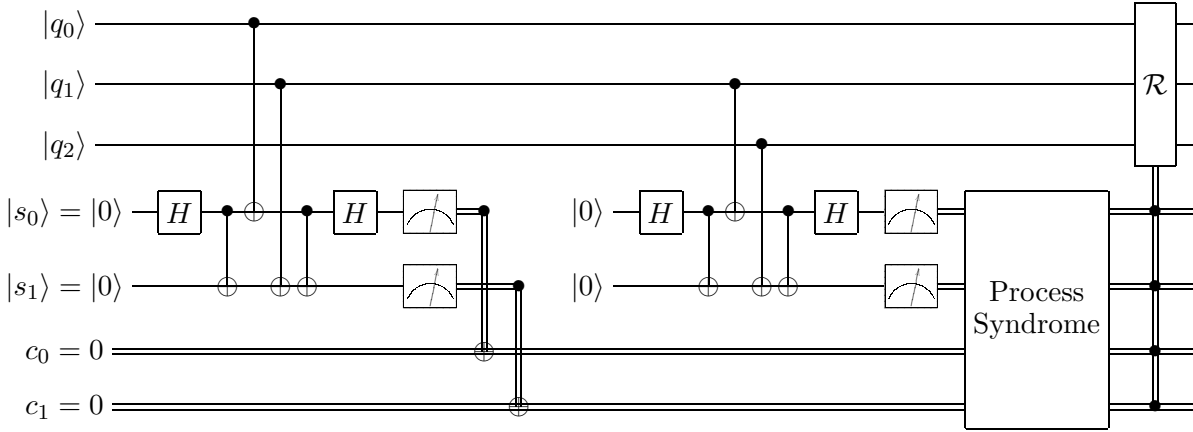 |q₀⟩
|q₁⟩
|q₂⟩
|s₀⟩ = |0⟩ H H |0⟩ H H
|s₁⟩ = |0⟩ |0⟩
c₀ = 0
c₁ = 0
ℛ
Process
Syndrome